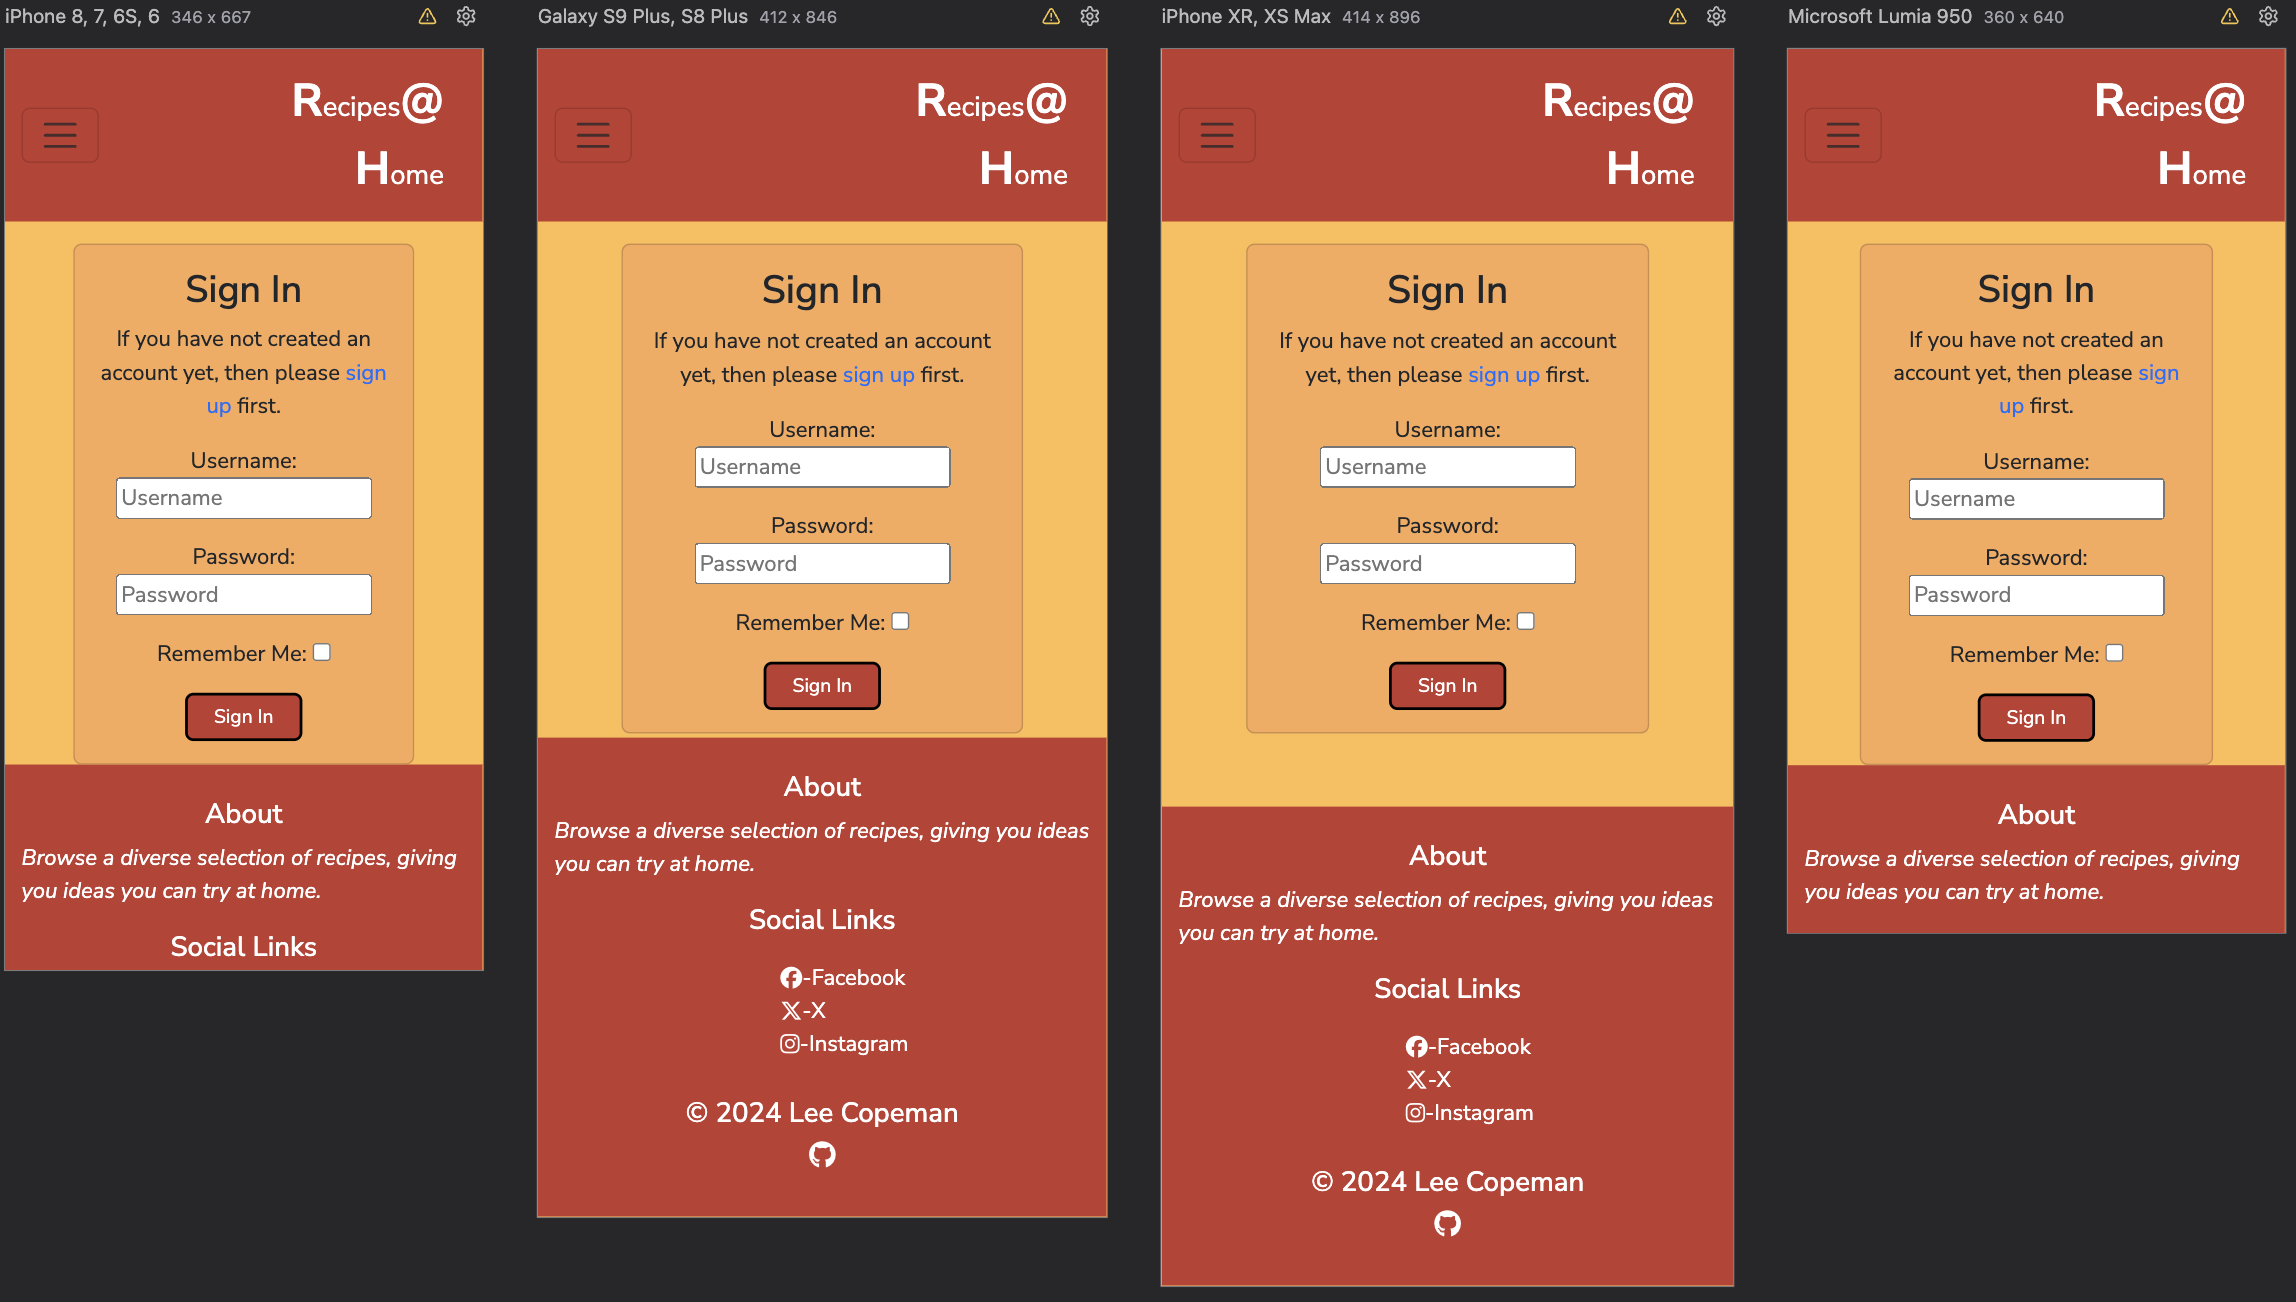 iPhone 8, 7, 6S, 6 346 x 667
Recipes@
Home
Sign In
If you have not created an
account yet, then please sign
up first.
Username:
Username
Password:
Password
Remember Me:
Sign In
About
Browse a diverse selection of recipes, giving
you ideas you can try at home.
Social Links
Galaxy S9 Plus, S8 Plus 412 x 846
Recipes@
Home
Sign In
If you have not created an account
yet, then please sign up first.
Username:
Username
Password:
Password
Remember Me:
Sign In
About
Browse a diverse selection of recipes, giving you ideas
you can try at home.
Social Links
-Facebook
-X
-Instagram
© 2024 Lee Copeman
iPhone XR, XS Max 414 x 896
Recipes@
Home
Sign In
If you have not created an account
yet, then please sign up first.
Username:
Username
Password:
Password
Remember Me:
Sign In
About
Browse a diverse selection of recipes, giving you ideas
you can try at home.
Social Links
-Facebook
-X
-Instagram
© 2024 Lee Copeman
Microsoft Lumia 950 360 x 640
Recipes@
Home
Sign In
If you have not created an
account yet, then please sign
up first.
Username:
Username
Password:
Password
Remember Me:
Sign In
About
Browse a diverse selection of recipes, giving
you ideas you can try at home.